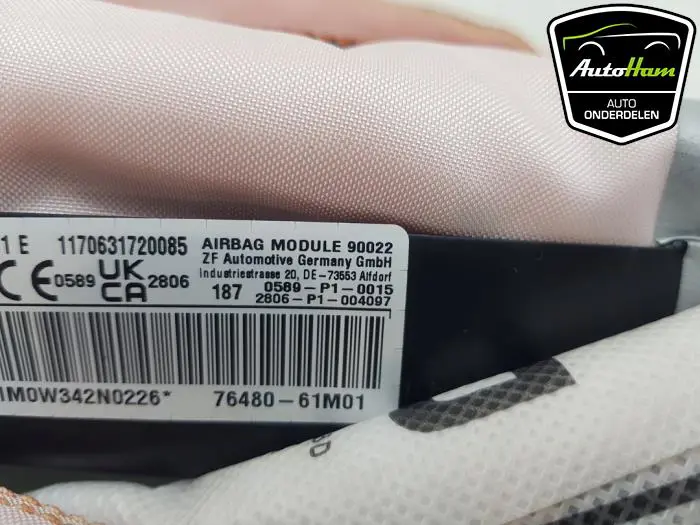 AutoHam
AUTO
ONDERDELEN
1 E 1170631720085 AIRBAG MODULE 90022
ZF Automotive Germany GmbH
Industriestrasse 20, DE-73553 Alfdorf
CE 0589 UK CA 2806 187 0589-P1-0015
2806-P1-004097
1M0W342N0226* 76480-61M01